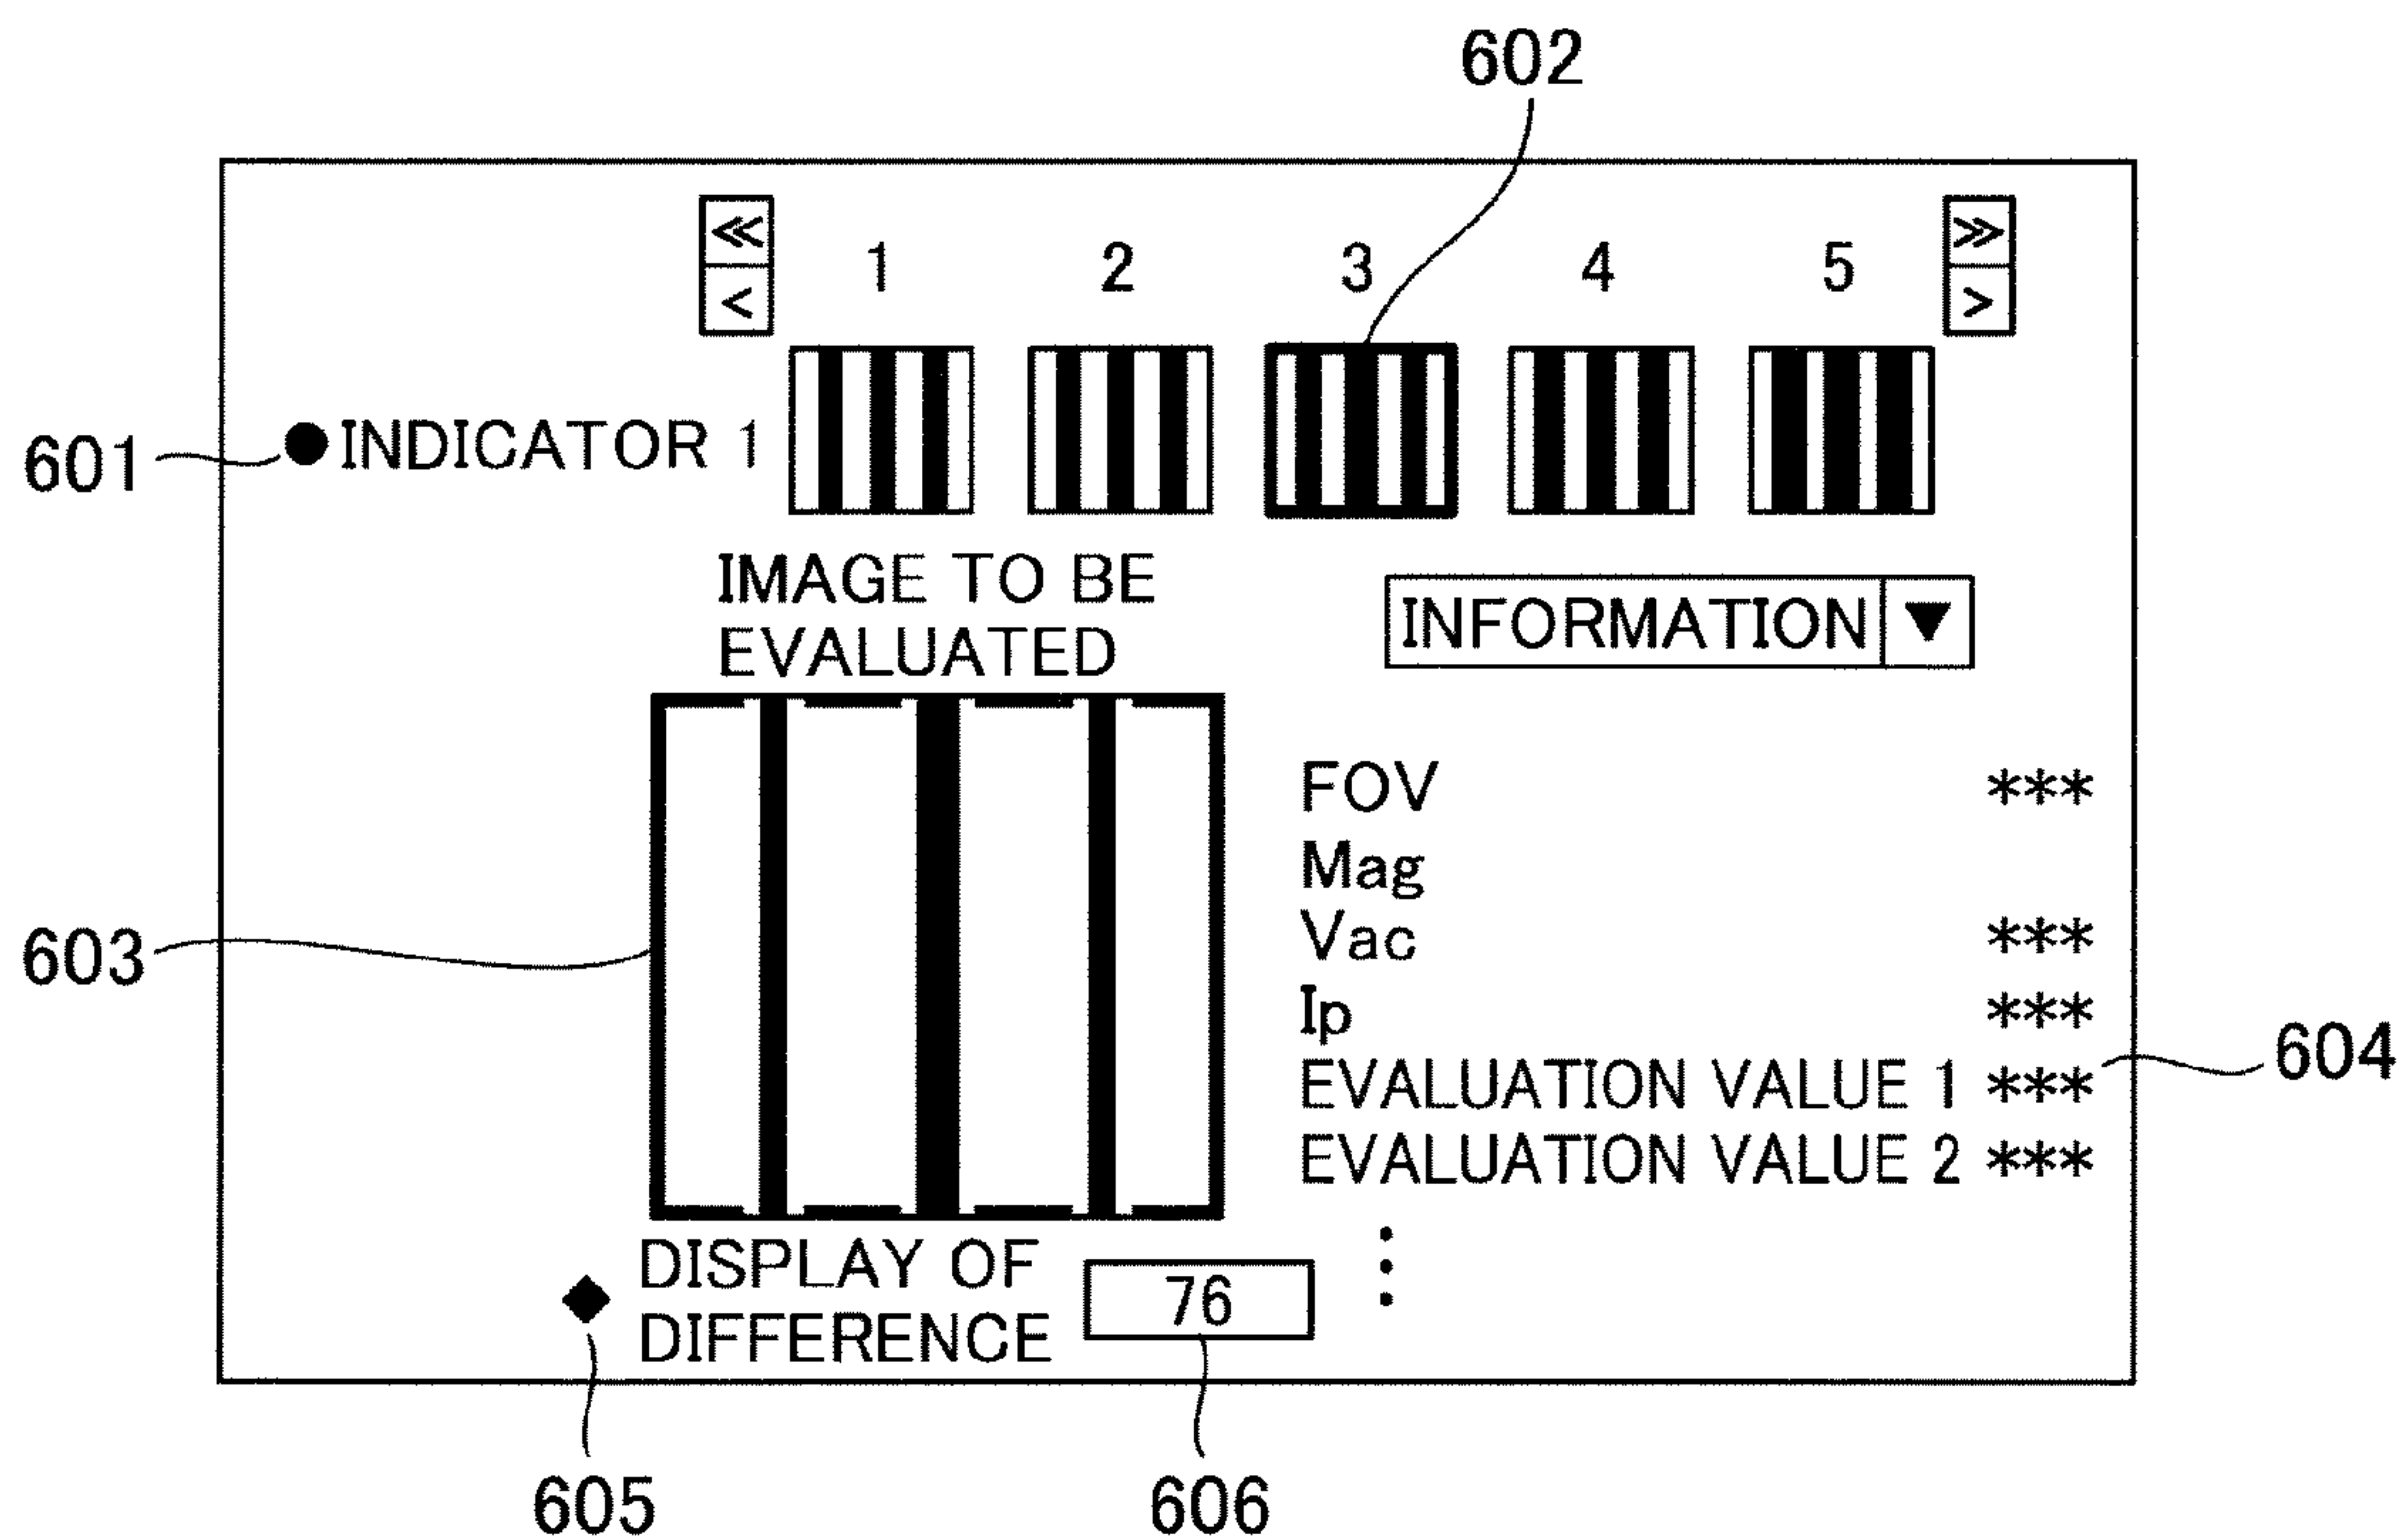 602
≪ 1 2 3 4 5 ≫
< >
601 ●INDICATOR 1
IMAGE TO BE
EVALUATED
INFORMATION ▼
FOV ***
Mag
Vac ***
603
Ip ***
EVALUATION VALUE 1 ***
604
EVALUATION VALUE 2 ***
⋮
◆ DISPLAY OF
DIFFERENCE
76
605 606